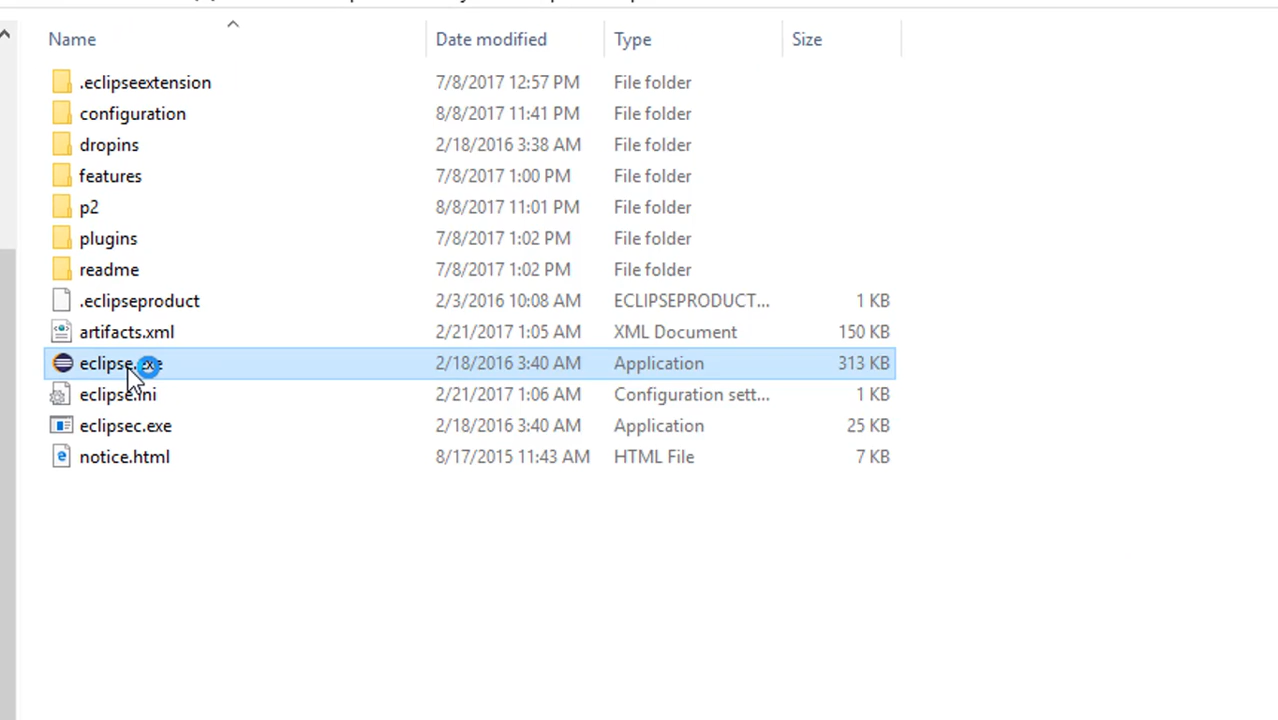 Name Date modified Type Size
.eclipseextension 7/8/2017 12:57 PM File folder
configuration 8/8/2017 11:41 PM File folder
dropins 2/18/2016 3:38 AM File folder
features 7/8/2017 1:00 PM File folder
p2 8/8/2017 11:01 PM File folder
plugins 7/8/2017 1:02 PM File folder
readme 7/8/2017 1:02 PM File folder
.eclipseproduct 2/3/2016 10:08 AM ECLIPSEPRODUCT... 1 KB
artifacts.xml 2/21/2017 1:05 AM XML Document 150 KB
eclipse.exe 2/18/2016 3:40 AM Application 313 KB
eclipse.ini 2/21/2017 1:06 AM Configuration sett... 1 KB
eclipsec.exe 2/18/2016 3:40 AM Application 25 KB
notice.html 8/17/2015 11:43 AM HTML File 7 KB